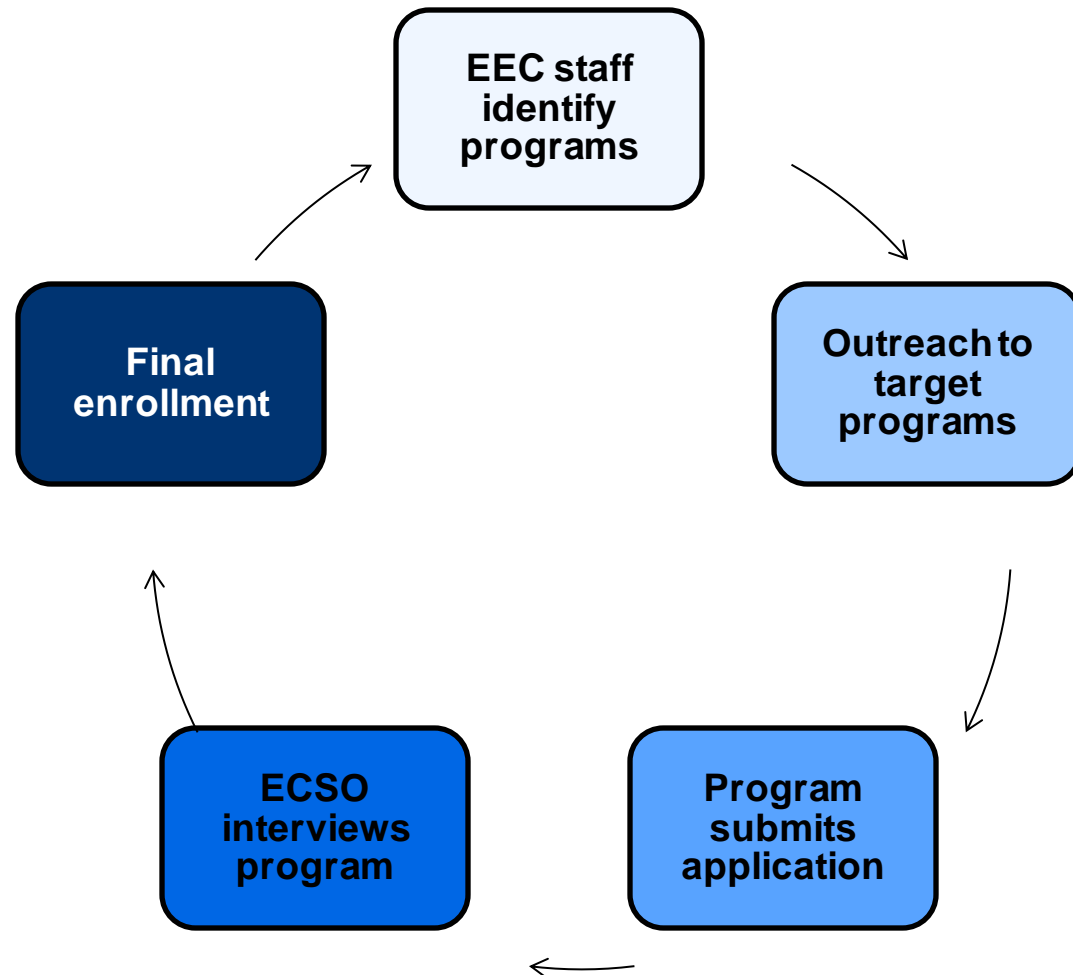 EEC staff
identify
programs
Outreach to
target
programs
Program
submits
application
ECSO
interviews
program
Final
enrollment